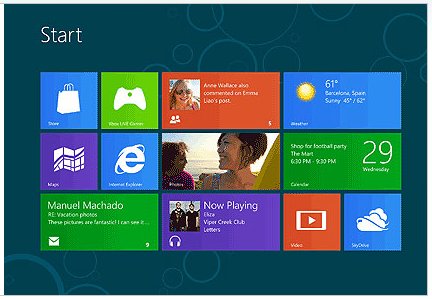 Start
Store
Xbox LIVE Games
Anne Wallace also
commented on Emma
Liao's post.
5
61°
Barcelona, Spain
Sunny 45° / 62°
Weather
Maps
Internet Explorer
Photos
Shop for football party
The Mart
6:30 PM - 9:30 PM
29
Wednesday
Calendar
Manuel Machado
RE: Vacation photos
These pictures are fantastic! I can see it ...
9
Now Playing
Eliza
Viper Creek Club
Letters
Video
SkyDrive